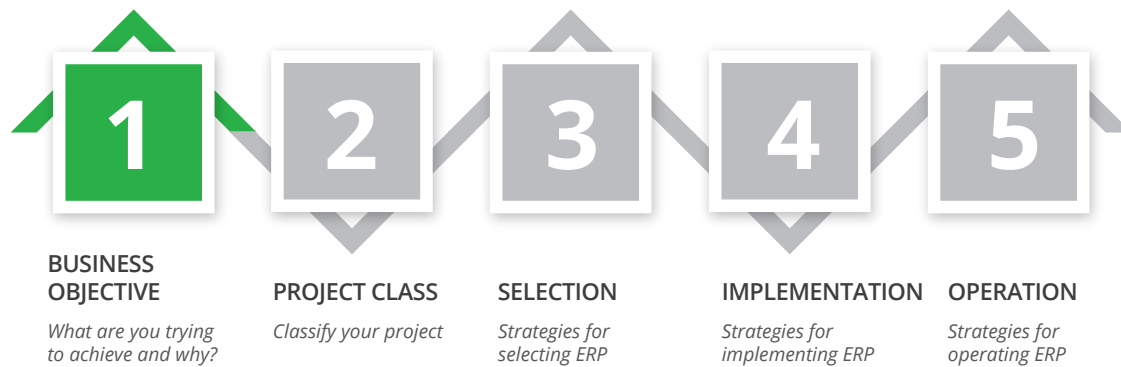 1
2
3
4
5
BUSINESS
OBJECTIVE
What are you trying
to achieve and why?
PROJECT CLASS
Classify your project
SELECTION
Strategies for
selecting ERP
IMPLEMENTATION
Strategies for
implementing ERP
OPERATION
Strategies for
operating ERP